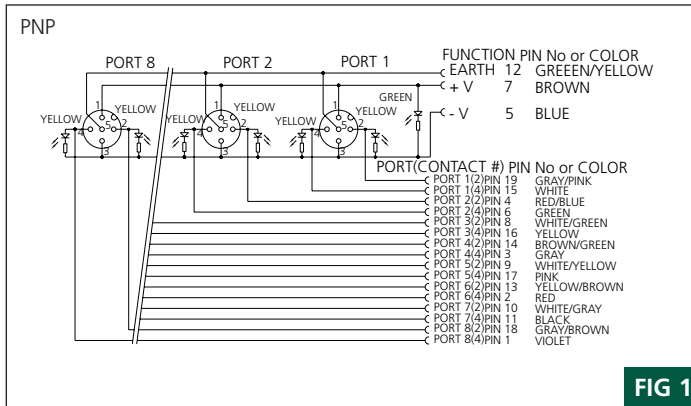 PNP
PORT 8 PORT 2 PORT 1
FUNCTION PIN No or COLOR
EARTH 12 GREEEN/YELLOW
+ V 7 BROWN
- V 5 BLUE
GREEN
YELLOW 1 2 3 4 5 YELLOW
YELLOW 1 2 3 4 5 YELLOW
YELLOW 1 2 3 4 5 YELLOW
PORT(CONTACT #) PIN No or COLOR
PORT 1(2)PIN 19 GRAY/PINK
PORT 1(4)PIN 15 WHITE
PORT 2(2)PIN 4 RED/BLUE
PORT 2(4)PIN 6 GREEN
PORT 3(2)PIN 8 WHITE/GREEN
PORT 3(4)PIN 16 YELLOW
PORT 4(2)PIN 14 BROWN/GREEN
PORT 4(4)PIN 3 GRAY
PORT 5(2)PIN 9 WHITE/YELLOW
PORT 5(4)PIN 17 PINK
PORT 6(2)PIN 13 YELLOW/BROWN
PORT 6(4)PIN 2 RED
PORT 7(2)PIN 10 WHITE/GRAY
PORT 7(4)PIN 11 BLACK
PORT 8(2)PIN 18 GRAY/BROWN
PORT 8(4)PIN 1 VIOLET
FIG 1